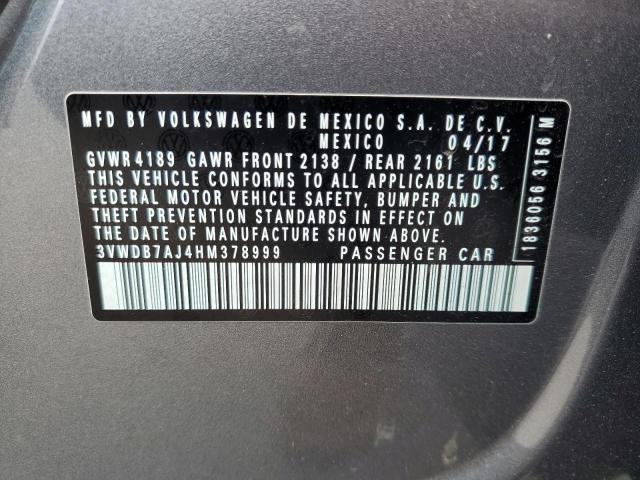 MFD BY VOLKSWAGEN DE MEXICO S.A. DE C.V.
MEXICO 04/17
GVWR 4189 GAWR FRONT 2138 / REAR 2161 LBS
THIS VEHICLE CONFORMS TO ALL APPLICABLE U.S.
FEDERAL MOTOR VEHICLE SAFETY, BUMPER AND
THEFT PREVENTION STANDARDS IN EFFECT ON
THE DATE OF MANUFACTURE SHOWN ABOVE.
3VWDB7AJ4HM378999 PASSENGER CAR
1836056 3156 M